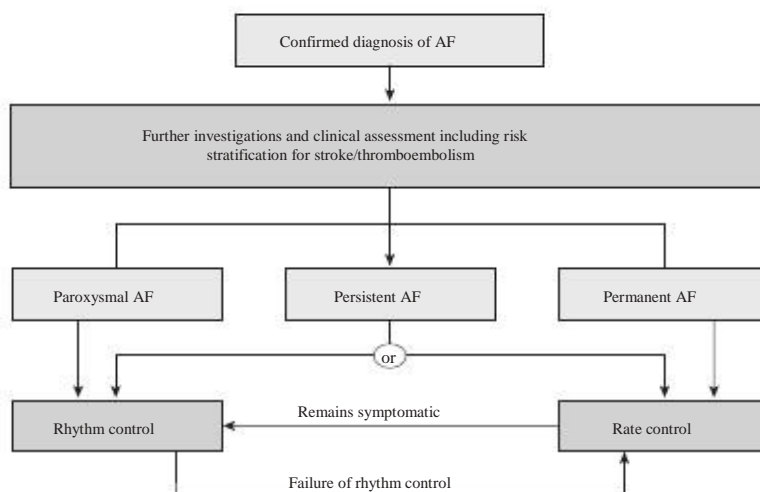 Confirmed diagnosis of AF
Further investigations and clinical assessment including risk
stratification for stroke/thromboembolism
Paroxysmal AF
Persistent AF
Permanent AF
or
Rhythm control
Remains symptomatic
Rate control
Failure of rhythm control